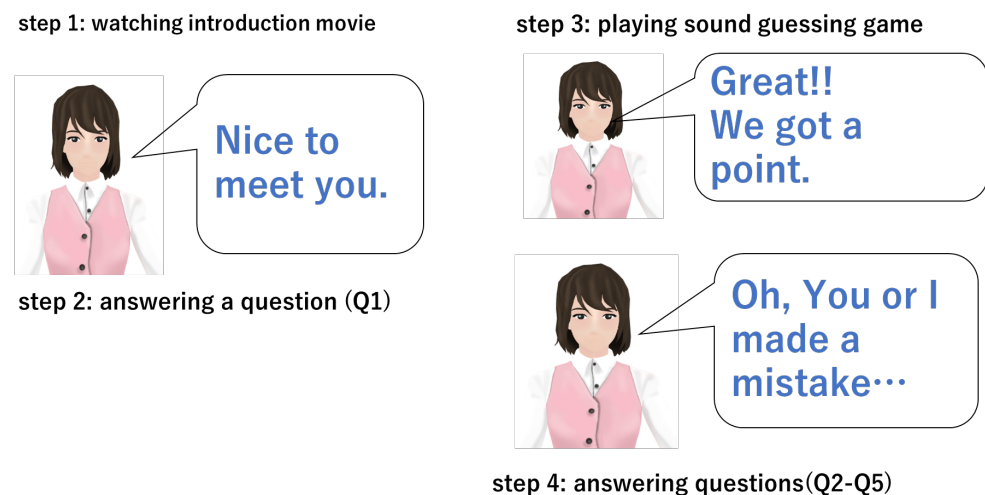 step 1: watching introduction movie
Nice to
meet you.
step 2: answering a question (Q1)
step 3: playing sound guessing game
Great!!
We got a
point.
Oh, You or I
made a
mistake⋯
step 4: answering questions(Q2-Q5)